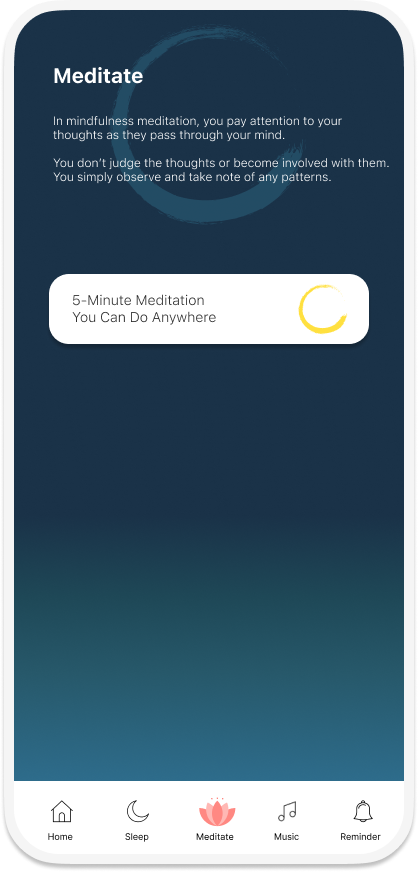 Meditate
In mindfulness meditation, you pay attention to your
thoughts as they pass through your mind.
You don’t judge the thoughts or become involved with them.
You simply observe and take note of any patterns.
5-Minute Meditation
You Can Do Anywhere
Home
Sleep
Meditate
Music
Reminder